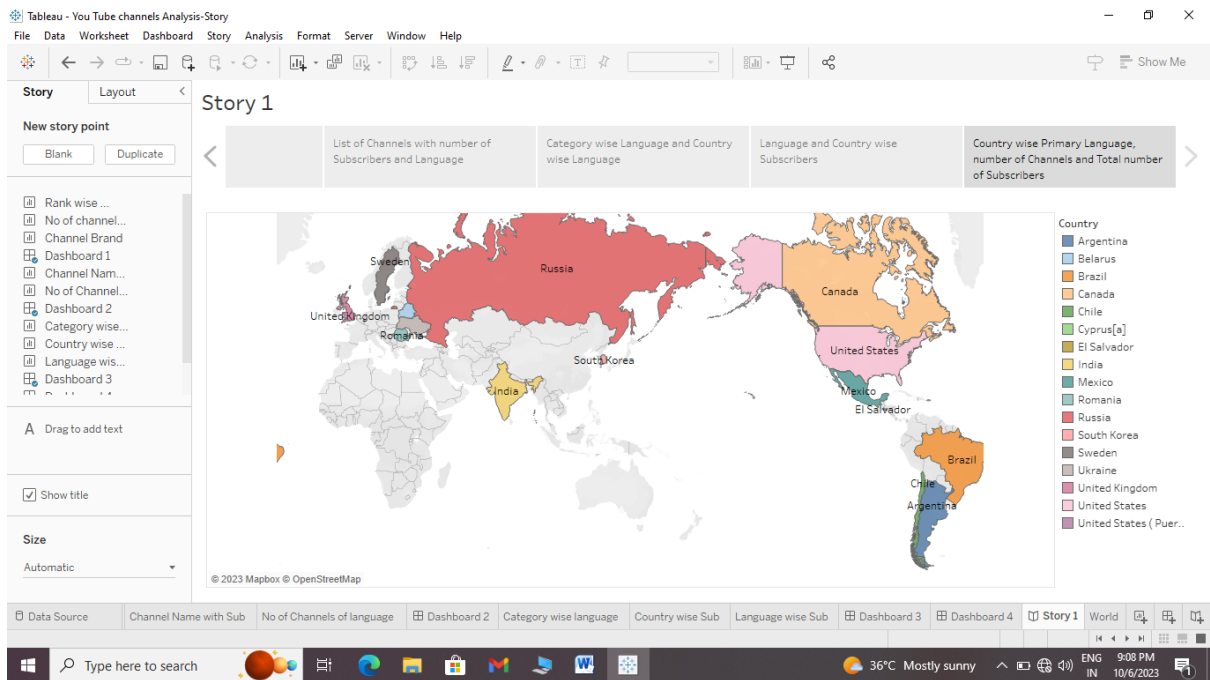 Tableau - You Tube channels Analysis-Story
File Data Worksheet Dashboard Story Analysis Format Server Window Help
Show Me
Story Layout
New story point
Blank Duplicate
Rank wise ...
No of channel...
Channel Brand
Dashboard 1
Channel Nam...
No of Channel...
Dashboard 2
Category wise...
Country wise ...
Language wis...
Dashboard 3
A Drag to add text
Show title
Size
Automatic
Story 1
List of Channels with number of
Subscribers and Language
Category wise Language and Country
wise Language
Language and Country wise
Subscribers
Country wise Primary Language,
number of Channels and Total number
of Subscribers
Sweden
Russia
Canada
United Kingdom
Romania
United States
South Korea
India
Mexico
El Salvador
Brazil
Chile
Argentina
© 2023 Mapbox © OpenStreetMap
Country
Argentina
Belarus
Brazil
Canada
Chile
Cyprus[a]
El Salvador
India
Mexico
Romania
Russia
South Korea
Sweden
Ukraine
United Kingdom
United States
United States ( Puer..
Data Source Channel Name with Sub No of Channels of language Dashboard 2 Category wise language Country wise Sub Language wise Sub Dashboard 3 Dashboard 4 Story 1 World
Type here to search
36°C Mostly sunny
ENG
IN
9:08 PM
10/6/2023
1